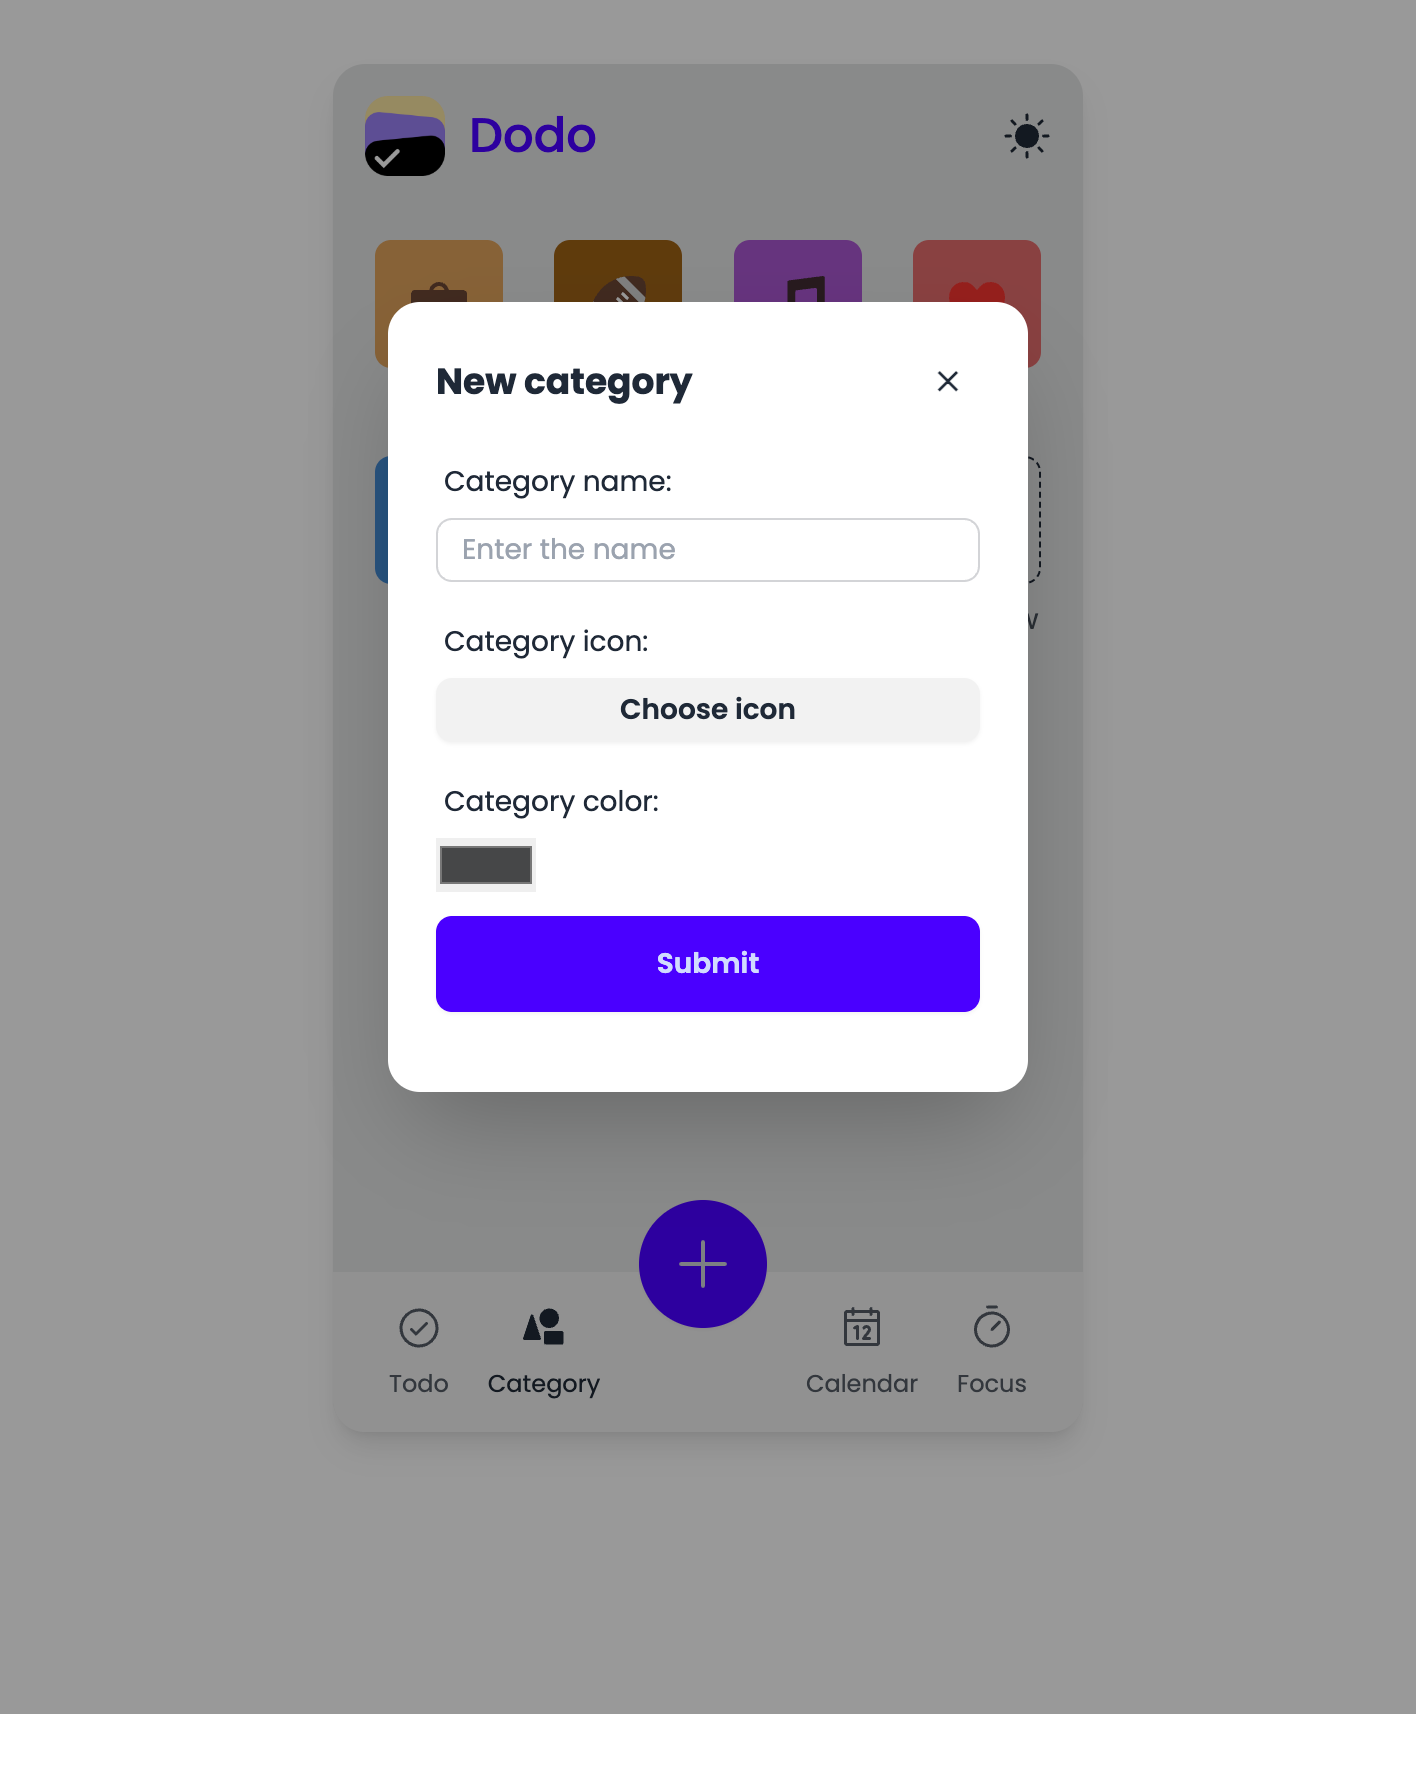 Dodo
New category
Category name:
Enter the name
Category icon:
Choose icon
Category color:
Submit
12
Todo
Category
Calendar
Focus